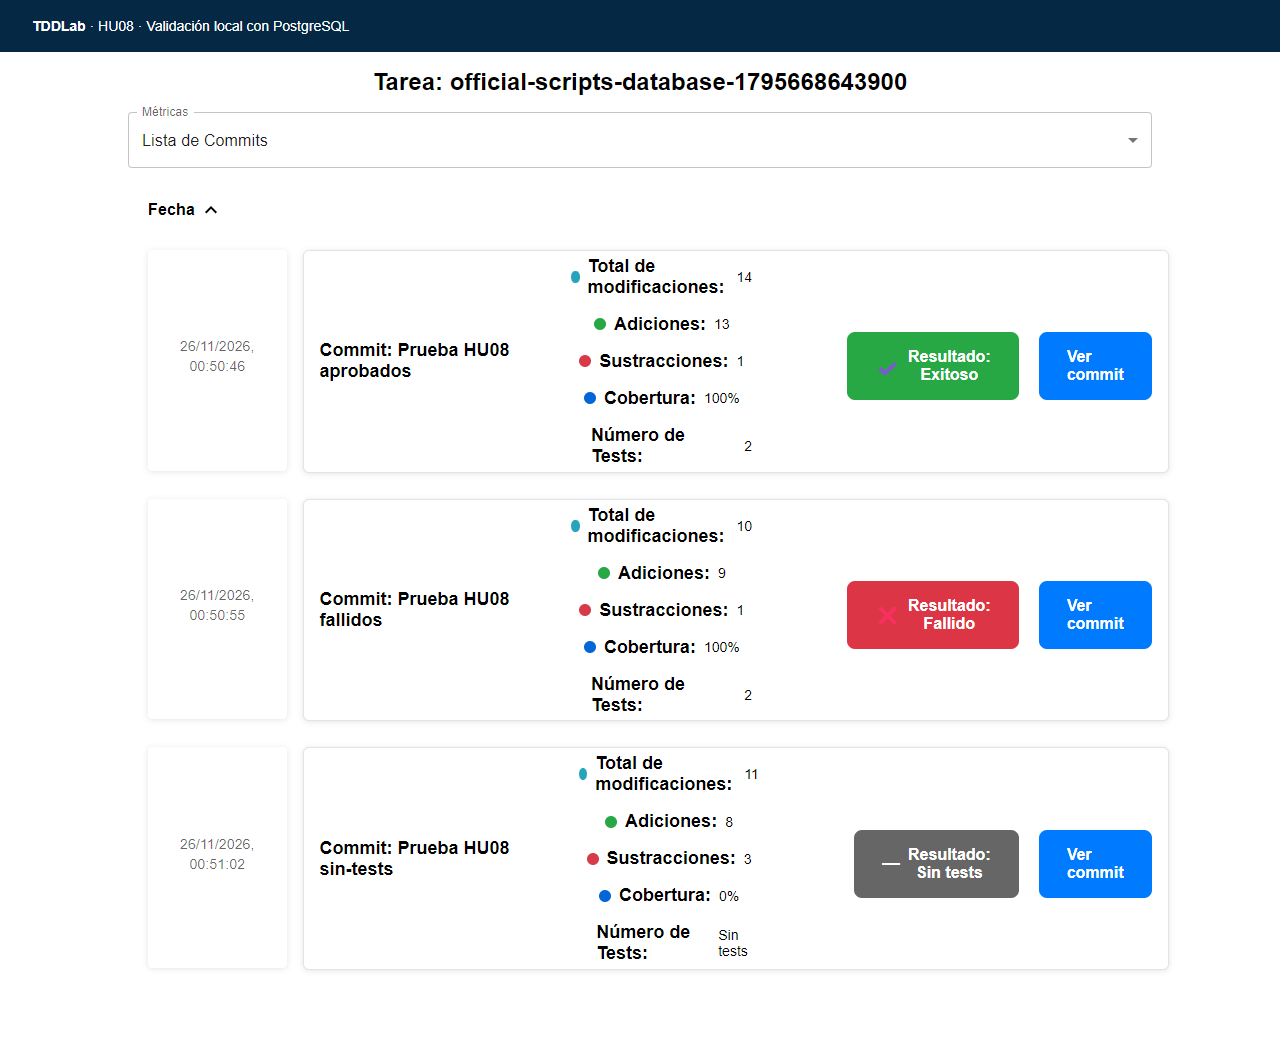 TDDLab · HU08 · Validación local con PostgreSQL
Tarea: official-scripts-database-1795668643900
Métricas
Lista de Commits
Fecha
26/11/2026,
00:50:46
Commit: Prueba HU08
aprobados
Total de
modificaciones: 14
Adiciones: 13
Sustracciones: 1
Cobertura: 100%
Número de
Tests: 2
Resultado:
Exitoso
Ver
commit
26/11/2026,
00:50:55
Commit: Prueba HU08
fallidos
Total de
modificaciones: 10
Adiciones: 9
Sustracciones: 1
Cobertura: 100%
Número de
Tests: 2
Resultado:
Fallido
Ver
commit
26/11/2026,
00:51:02
Commit: Prueba HU08
sin-tests
Total de
modificaciones: 11
Adiciones: 8
Sustracciones: 3
Cobertura: 0%
Número de
Tests:
Sin
tests
Resultado:
Sin tests
Ver
commit